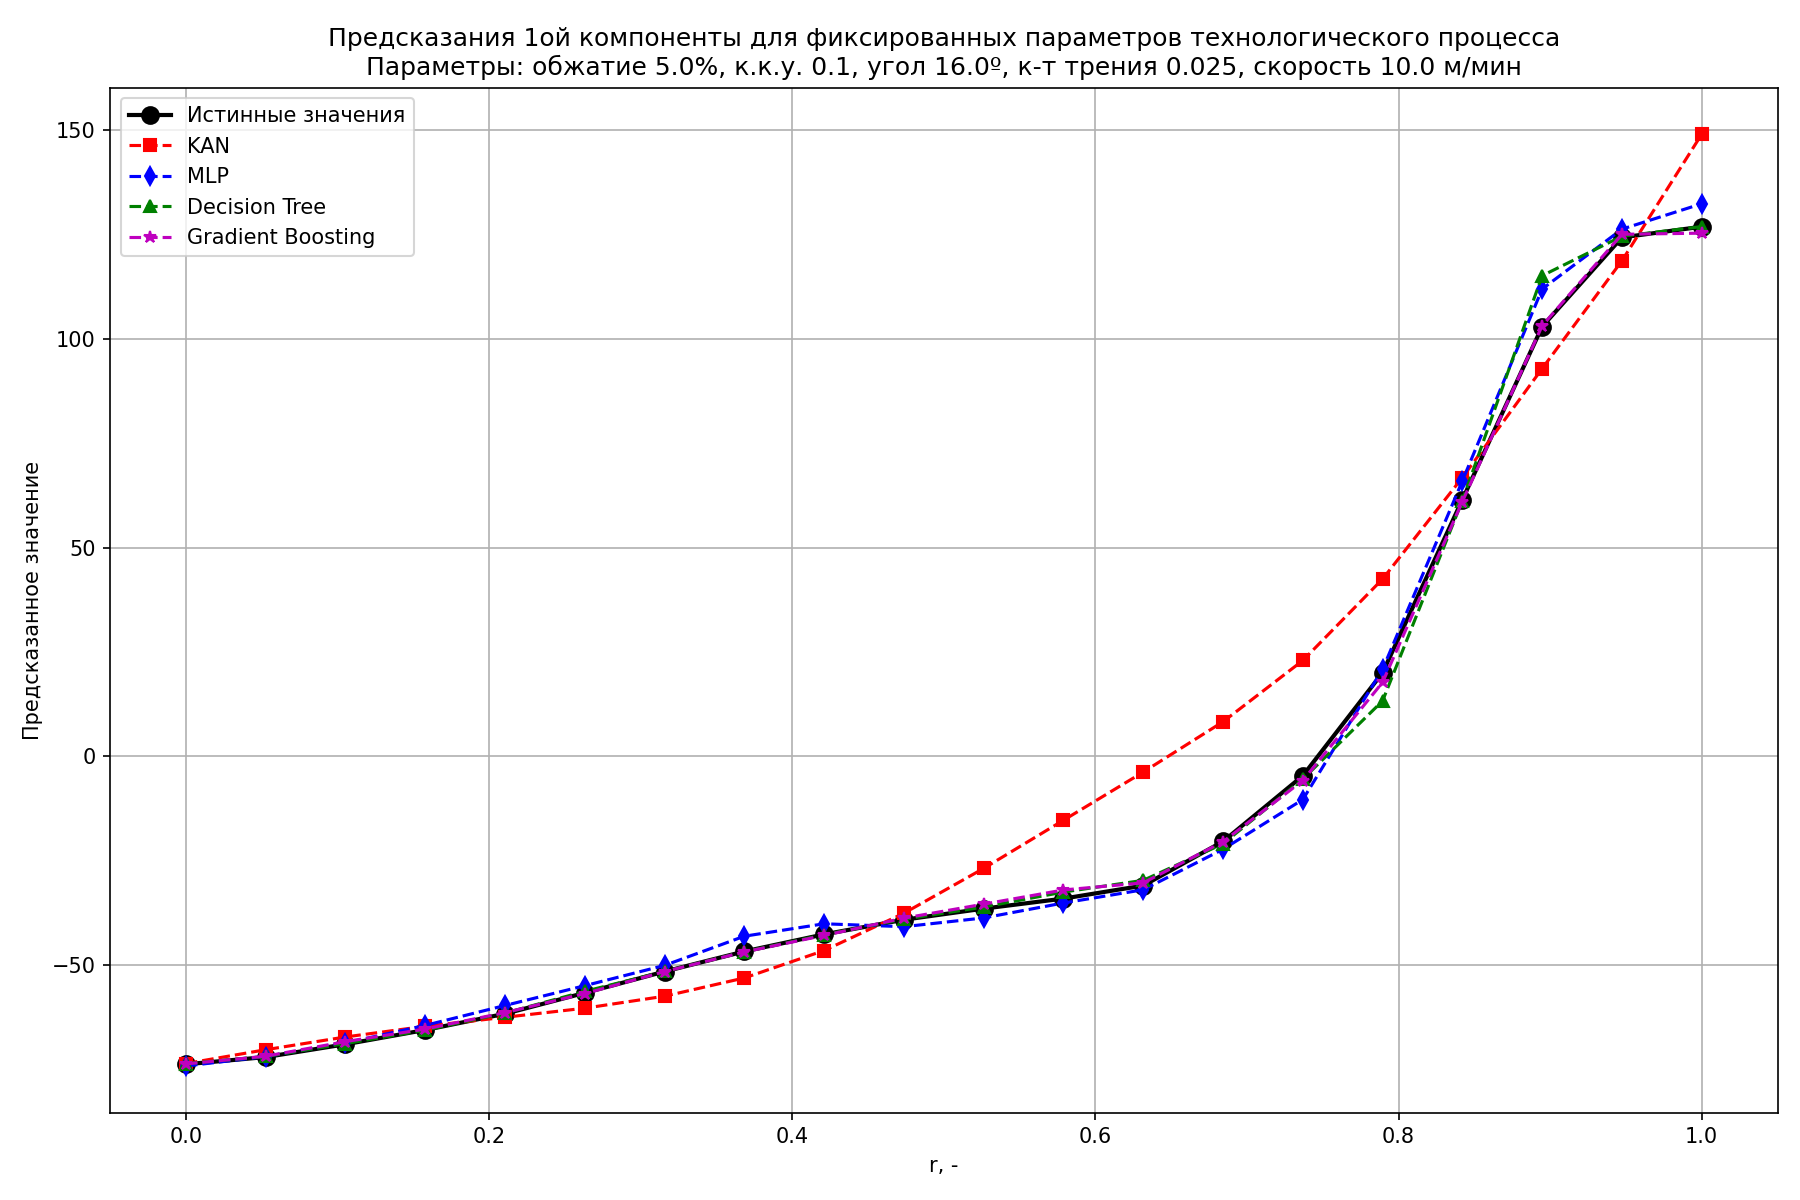 Предсказания 1ой компоненты для фиксированных параметров технологического процесса
Параметры: обжатие 5.0%, к.к.у. 0.1, угол 16.0º, к-т трения 0.025, скорость 10.0 м/мин
Истинные значения
KAN
MLP
Decision Tree
Gradient Boosting
Предсказанное значение
150
100
50
0
−50
0.0
0.2
0.4
0.6
0.8
1.0
r, -